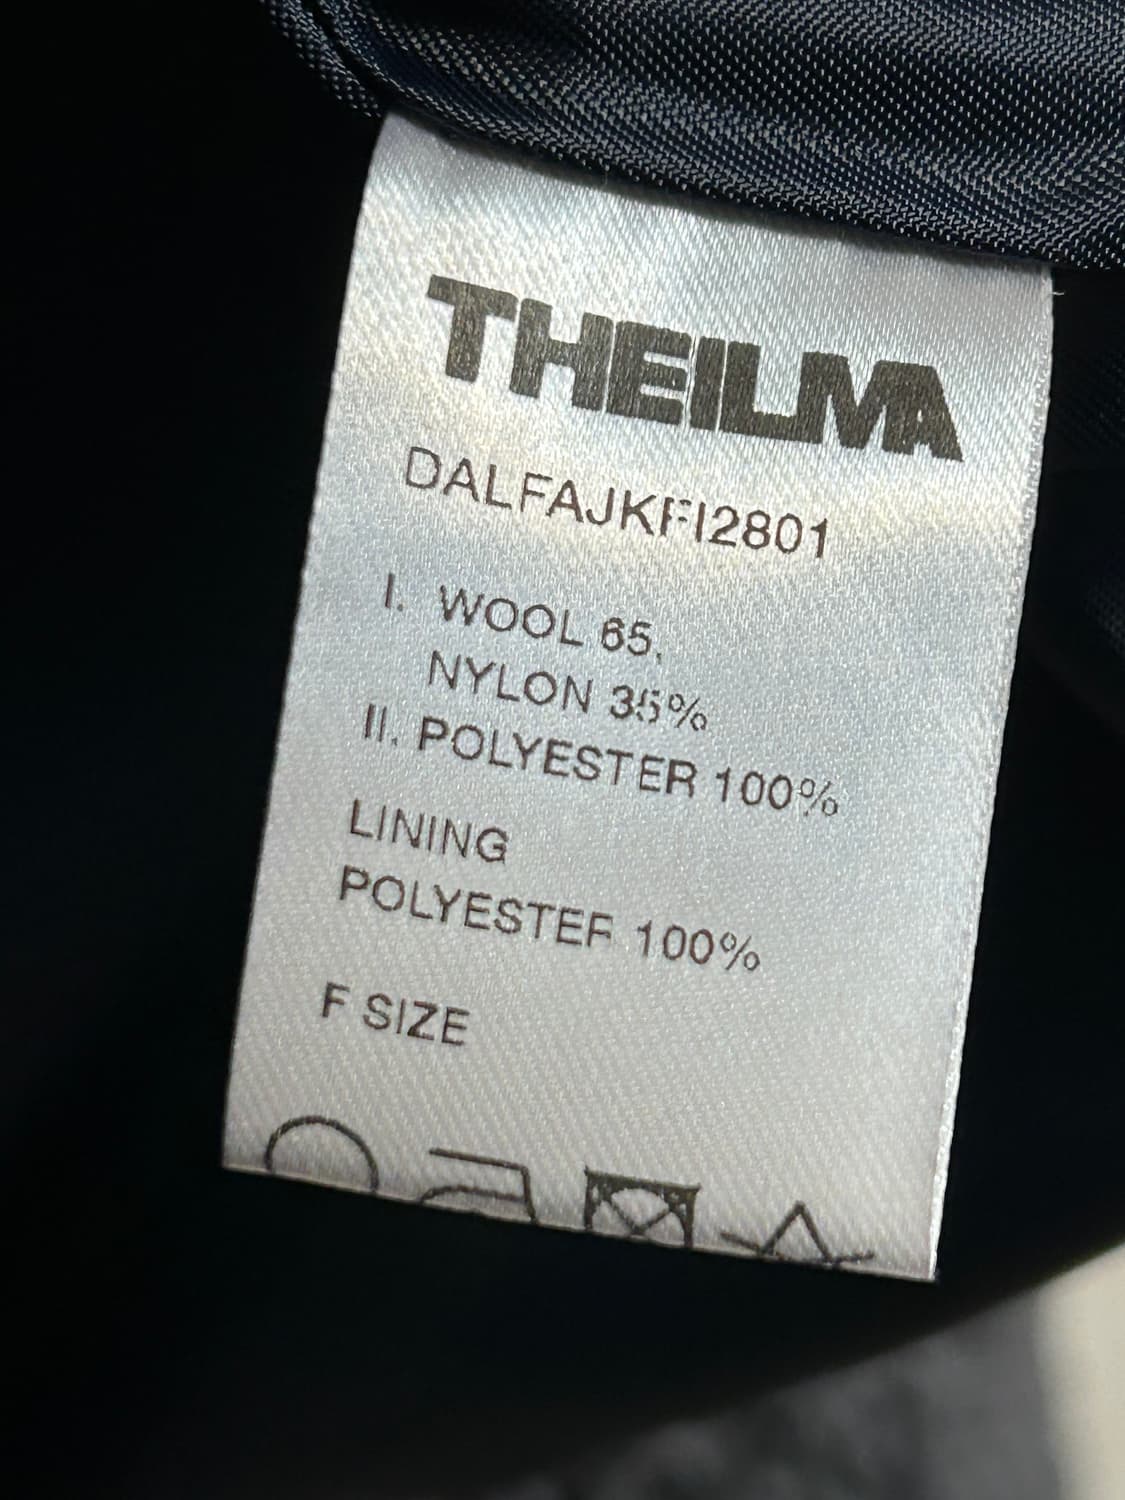 THEILMA
DALFAJKFI2801
I. WOOL 65,
NYLON 35%
II. POLYESTER 100%
LINING
POLYESTER 100%
F SIZE